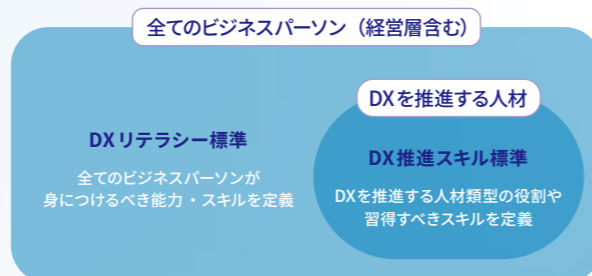 全てのビジネスパーソン（経営層含む）
DXリテラシー標準
全てのビジネスパーソンが
身につけるべき能力・スキルを定義
DXを推進する人材
DX推進スキル標準
DXを推進する人材類型の役割や
習得すべきスキルを定義